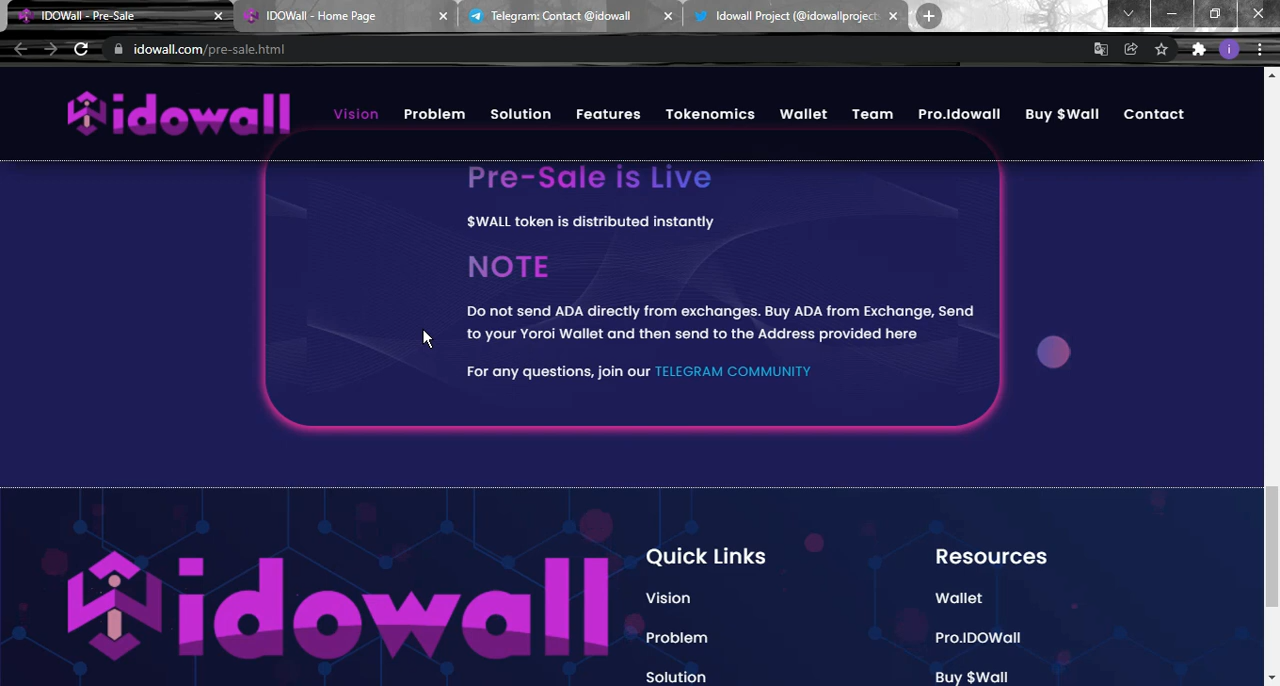 IDOWall - Pre-Sale
IDOWall - Home Page
Telegram: Contact @idowall
Idowall Project (@idowallproject
idowall.com/pre-sale.html
i
idowall
Vision
Problem
Solution
Features
Tokenomics
Wallet
Team
Pro.Idowall
Buy $Wall
Contact
Pre-Sale is Live
$WALL token is distributed instantly
NOTE
Do not send ADA directly from exchanges. Buy ADA from Exchange, Send
to your Yoroi Wallet and then send to the Address provided here
For any questions, join our TELEGRAM COMMUNITY
idowall
Quick Links
Vision
Problem
Solution
Resources
Wallet
Pro.IDOWall
Buy $Wall